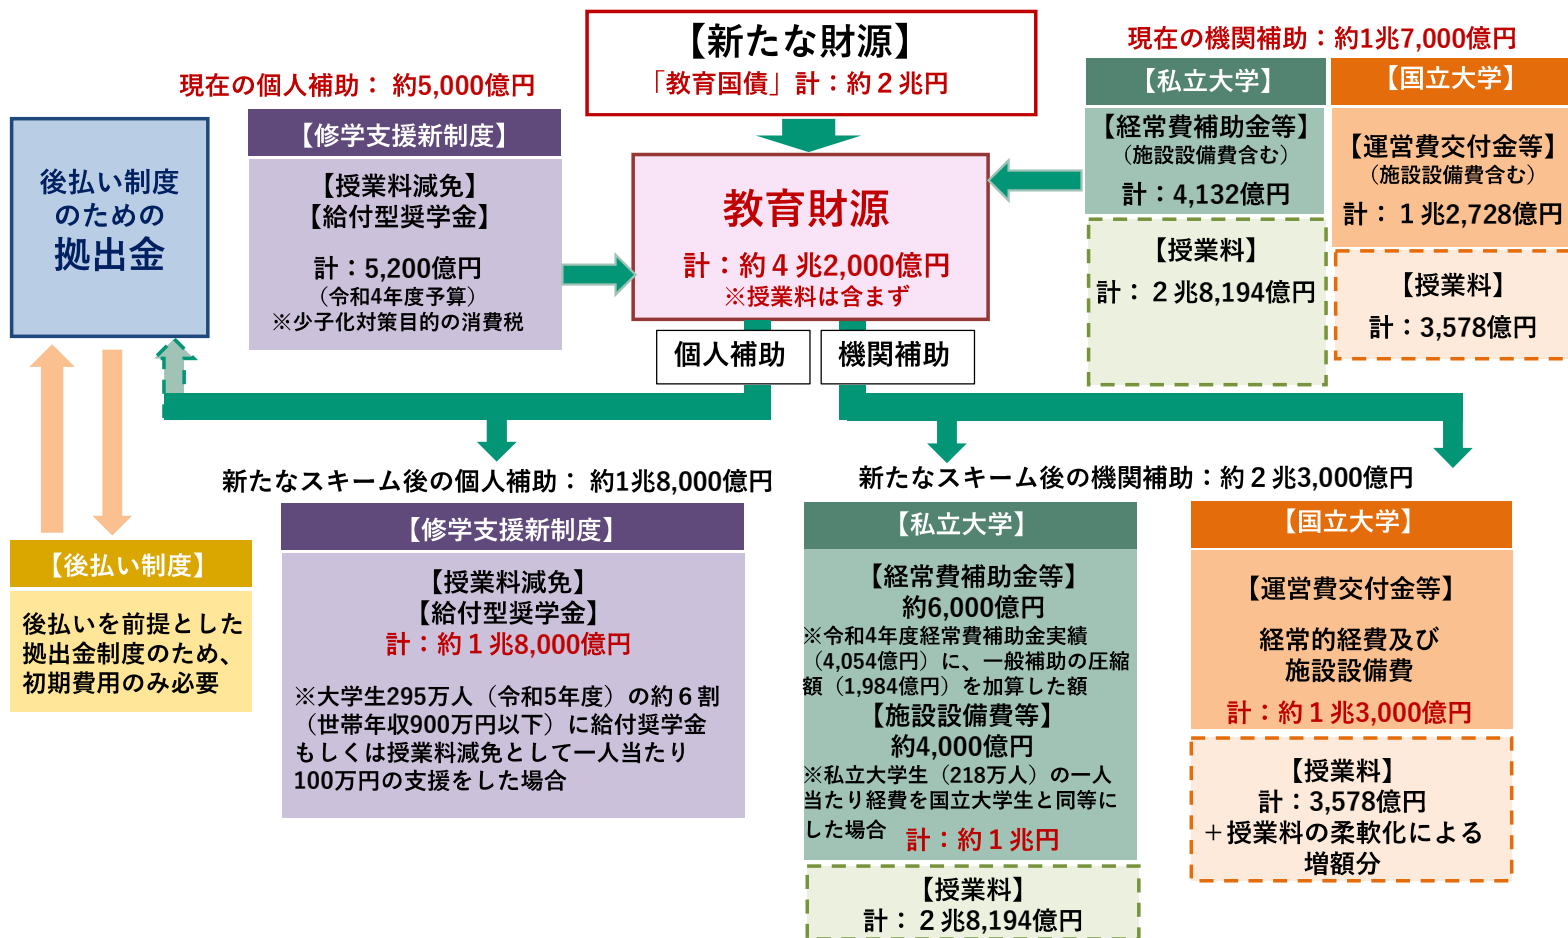 【新たな財源】
「教育国債」計：約２兆円
現在の個人補助： 約5,000億円
現在の機関補助：約1兆7,000億円
後払い制度
のための
拠出金
【修学支援新制度】
【授業料減免】
【給付型奨学金】
計：5,200億円
（令和4年度予算）
※少子化対策目的の消費税
教育財源
計：約４兆2,000億円
※授業料は含まず
【私立大学】
【経常費補助金等】
（施設設備費含む）
計：4,132億円
【授業料】
計：２兆8,194億円
【国立大学】
【運営費交付金等】
（施設設備費含む）
計：１兆2,728億円
【授業料】
計：3,578億円
個人補助
機関補助
新たなスキーム後の個人補助： 約1兆8,000億円
新たなスキーム後の機関補助：約２兆3,000億円
【後払い制度】
後払いを前提とした
拠出金制度のため、
初期費用のみ必要
【修学支援新制度】
【授業料減免】
【給付型奨学金】
計：約１兆8,000億円
※大学生295万人（令和5年度）の約６割
（世帯年収900万円以下）に給付奨学金
もしくは授業料減免として一人当たり
100万円の支援をした場合
【私立大学】
【経常費補助金等】
約6,000億円
※令和4年度経常費補助金実績
（4,054億円）に、一般補助の圧縮
額（1,984億円）を加算した額
【施設設備費等】
約4,000億円
※私立大学生（218万人）の一人
当たり経費を国立大学生と同等に
した場合 計：約１兆円
【授業料】
計：２兆8,194億円
【国立大学】
【運営費交付金等】
経常的経費及び
施設設備費
計：約１兆3,000億円
【授業料】
計：3,578億円
＋授業料の柔軟化による
増額分